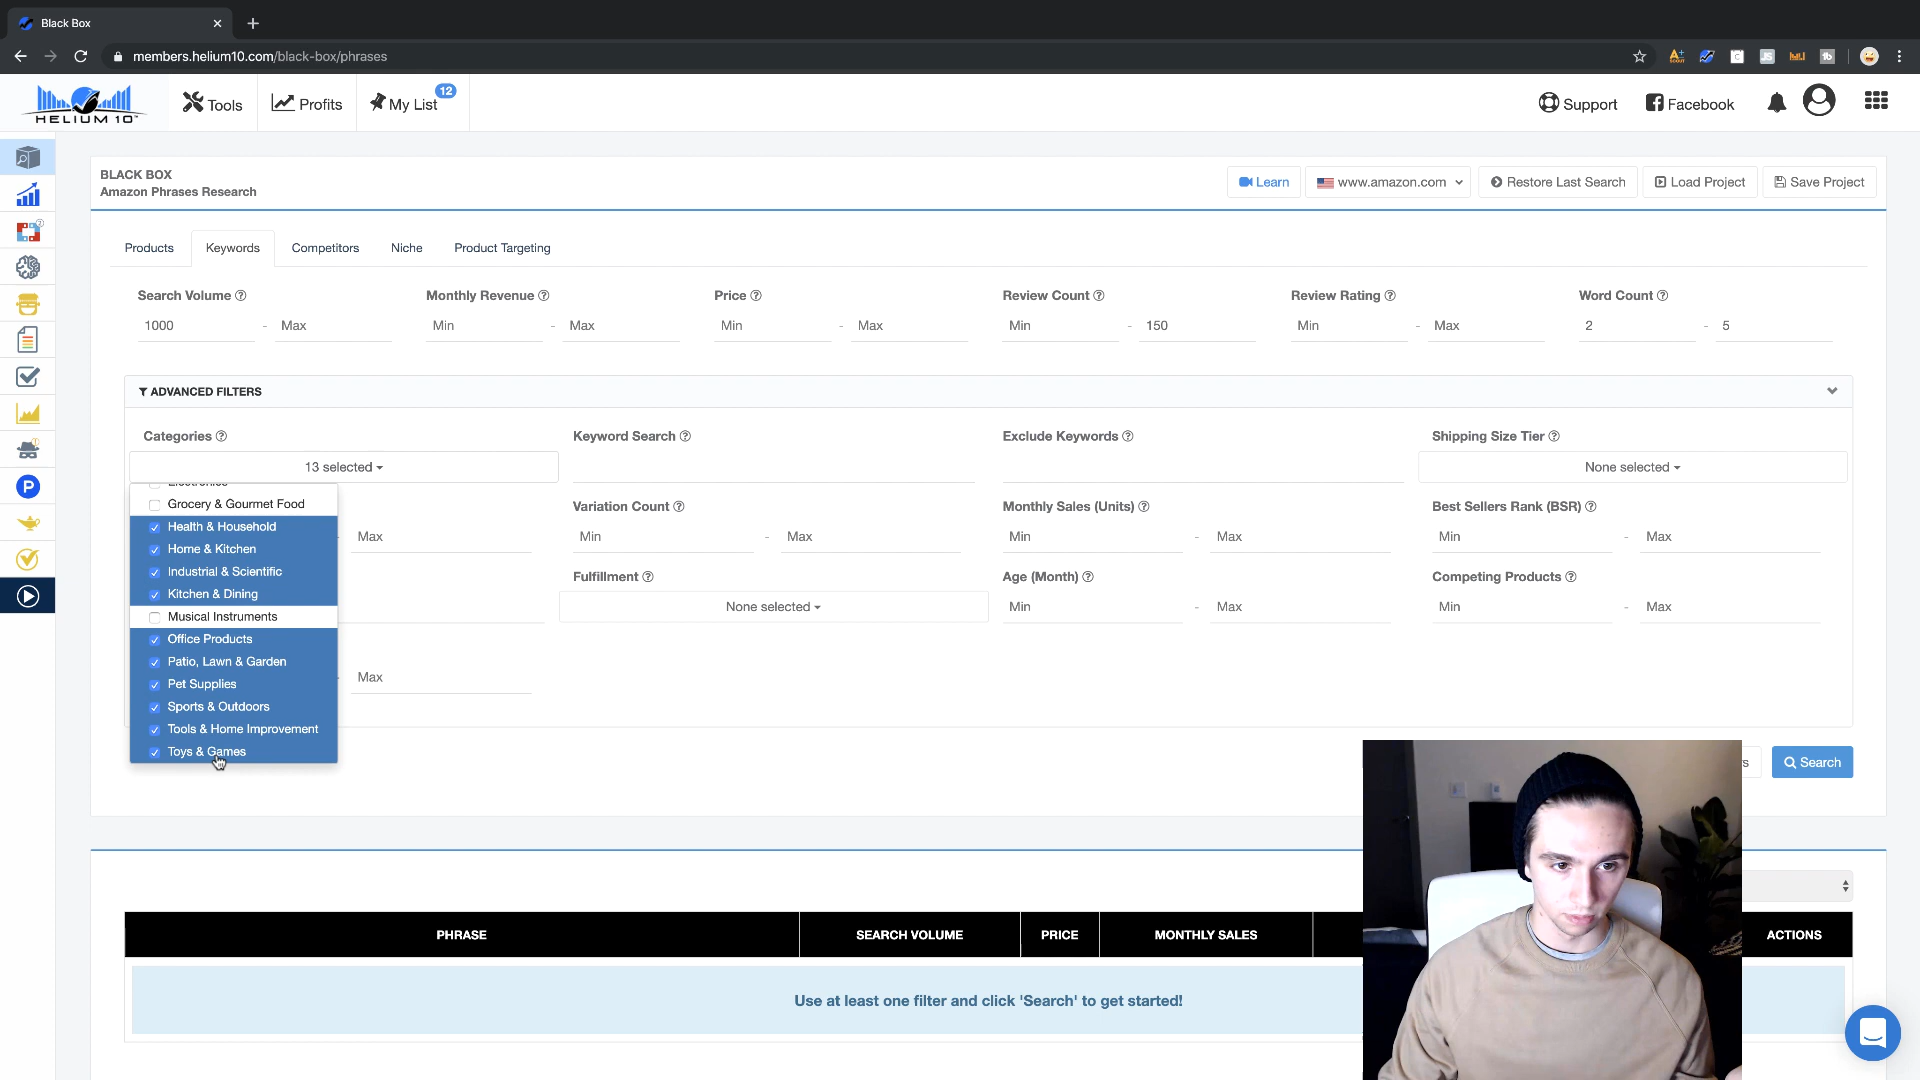 Black Box
members.helium10.com/black-box/phrases
HELIUM 10
Tools
Profits
My List
12
Support
Facebook
BLACK BOX
Amazon Phrases Research
Learn
www.amazon.com
Restore Last Search
Load Project
Save Project
Products
Keywords
Competitors
Niche
Product Targeting
Search Volume
Monthly Revenue
Price
Review Count
Review Rating
Word Count
1000 - Max
Min - Max
Min - Max
Min - 150
Min - Max
2 - 5
ADVANCED FILTERS
Categories
Keyword Search
Exclude Keywords
Shipping Size Tier
13 selected
None selected
Electronics
Grocery & Gourmet Food
Health & Household
Home & Kitchen
Industrial & Scientific
Kitchen & Dining
Musical Instruments
Office Products
Patio, Lawn & Garden
Pet Supplies
Sports & Outdoors
Tools & Home Improvement
Toys & Games
Variation Count
Monthly Sales (Units)
Best Sellers Rank (BSR)
- Max
Min - Max
Min - Max
Min - Max
Fulfillment
Age (Month)
Competing Products
None selected
Min - Max
Min - Max
- Max
Search
PHRASE
SEARCH VOLUME
PRICE
MONTHLY SALES
ACTIONS
Use at least one filter and click 'Search' to get started!